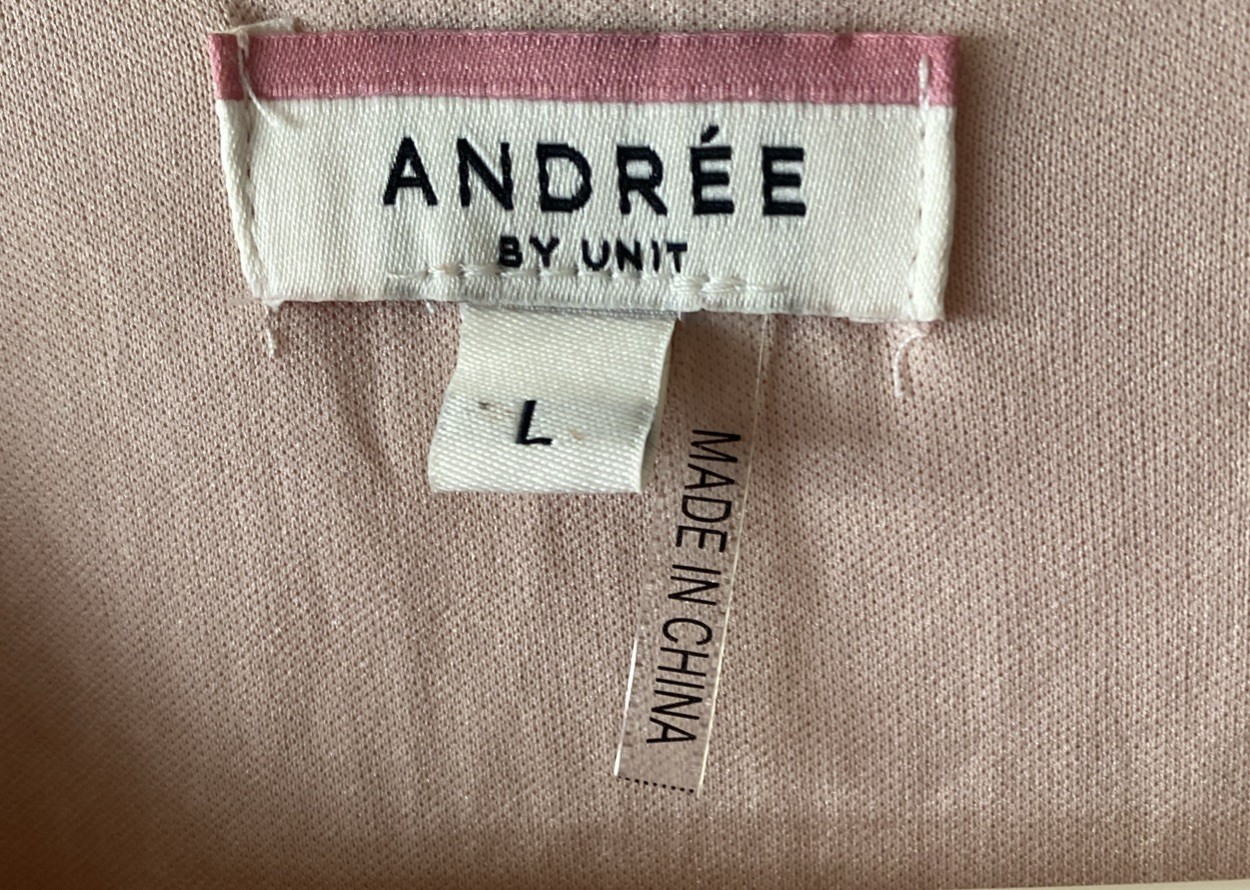 ANDRÉE
BY UNIT
L
MADE IN CHINA